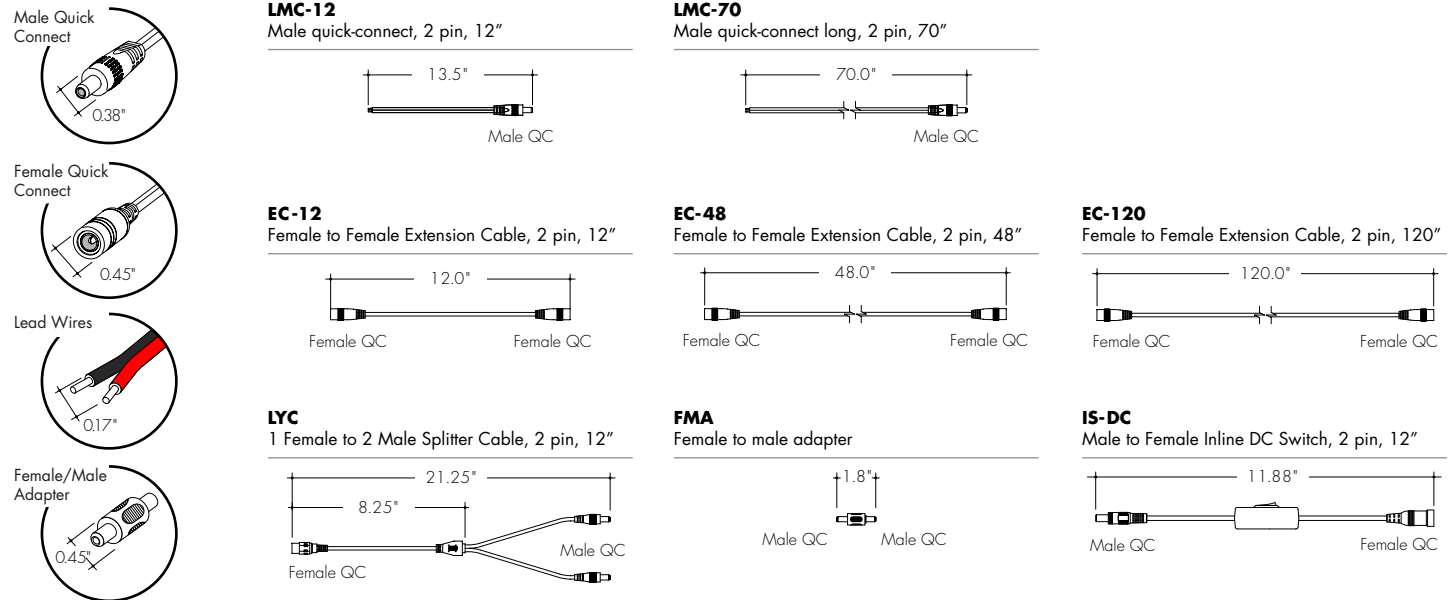 Male Quick
Connect
0.38"
Female Quick
Connect
0.45"
Lead Wires
0.17"
Female/Male
Adapter
0.45"
LMC-12
Male quick-connect, 2 pin, 12”
13.5"
Male QC
LMC-70
Male quick-connect long, 2 pin, 70”
70.0"
Male QC
EC-12
Female to Female Extension Cable, 2 pin, 12”
12.0"
Female QC
Female QC
EC-48
Female to Female Extension Cable, 2 pin, 48”
48.0"
Female QC
Female QC
EC-120
Female to Female Extension Cable, 2 pin, 120”
120.0"
Female QC
Female QC
LYC
1 Female to 2 Male Splitter Cable, 2 pin, 12”
21.25"
8.25"
Male QC
Female QC
FMA
Female to male adapter
1.8"
Male QC
Male QC
IS-DC
Male to Female Inline DC Switch, 2 pin, 12”
11.88"
Male QC
Female QC